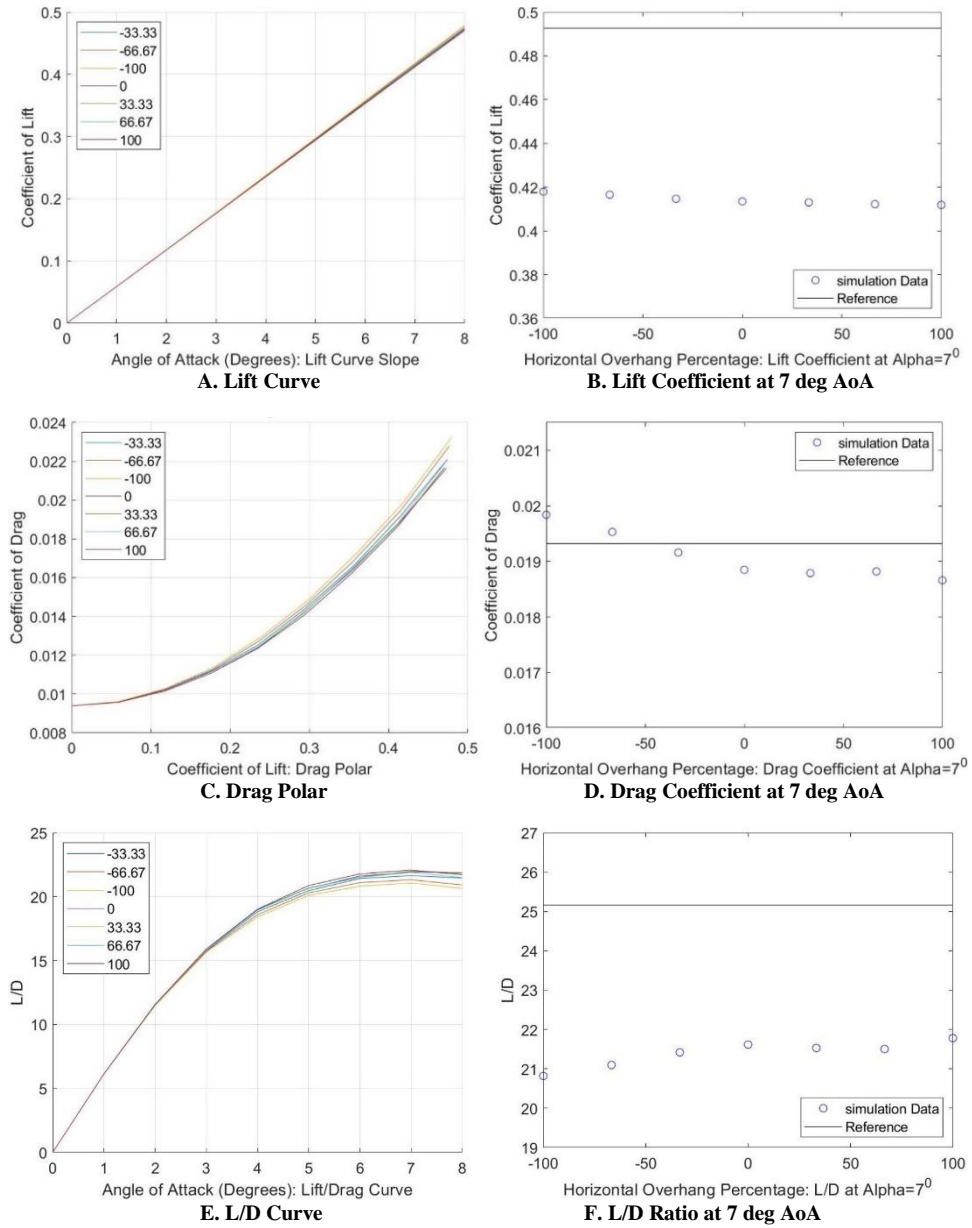 0.5
0.4
0.3
0.2
0.1
0
Coefficient of Lift
-33.33
-66.67
-100
0
33.33
66.67
100
0 1 2 3 4 5 6 7 8
Angle of Attack (Degrees): Lift Curve Slope
A. Lift Curve
0.5
0.48
0.46
0.44
0.42
0.4
0.38
0.36
Coefficient of Lift
simulation Data
Reference
-100 -50 0 50 100
Horizontal Overhang Percentage: Lift Coefficient at Alpha=7⁰
B. Lift Coefficient at 7 deg AoA
0.024
0.022
0.02
0.018
0.016
0.014
0.012
0.01
0.008
Coefficient of Drag
-33.33
-66.67
-100
0
33.33
66.67
100
0 0.1 0.2 0.3 0.4 0.5
Coefficient of Lift: Drag Polar
C. Drag Polar
0.021
0.02
0.019
0.018
0.017
0.016
Coefficient of Drag
simulation Data
Reference
-100 -50 0 50 100
Horizontal Overhang Percentage: Drag Coefficient at Alpha=7⁰
D. Drag Coefficient at 7 deg AoA
25
20
15
10
5
0
L/D
-33.33
-66.67
-100
0
33.33
66.67
100
0 1 2 3 4 5 6 7 8
Angle of Attack (Degrees): Lift/Drag Curve
E. L/D Curve
27
26
25
24
23
22
21
20
19
L/D
simulation Data
Reference
-100 -50 0 50 100
Horizontal Overhang Percentage: L/D at Alpha=7⁰
F. L/D Ratio at 7 deg AoA